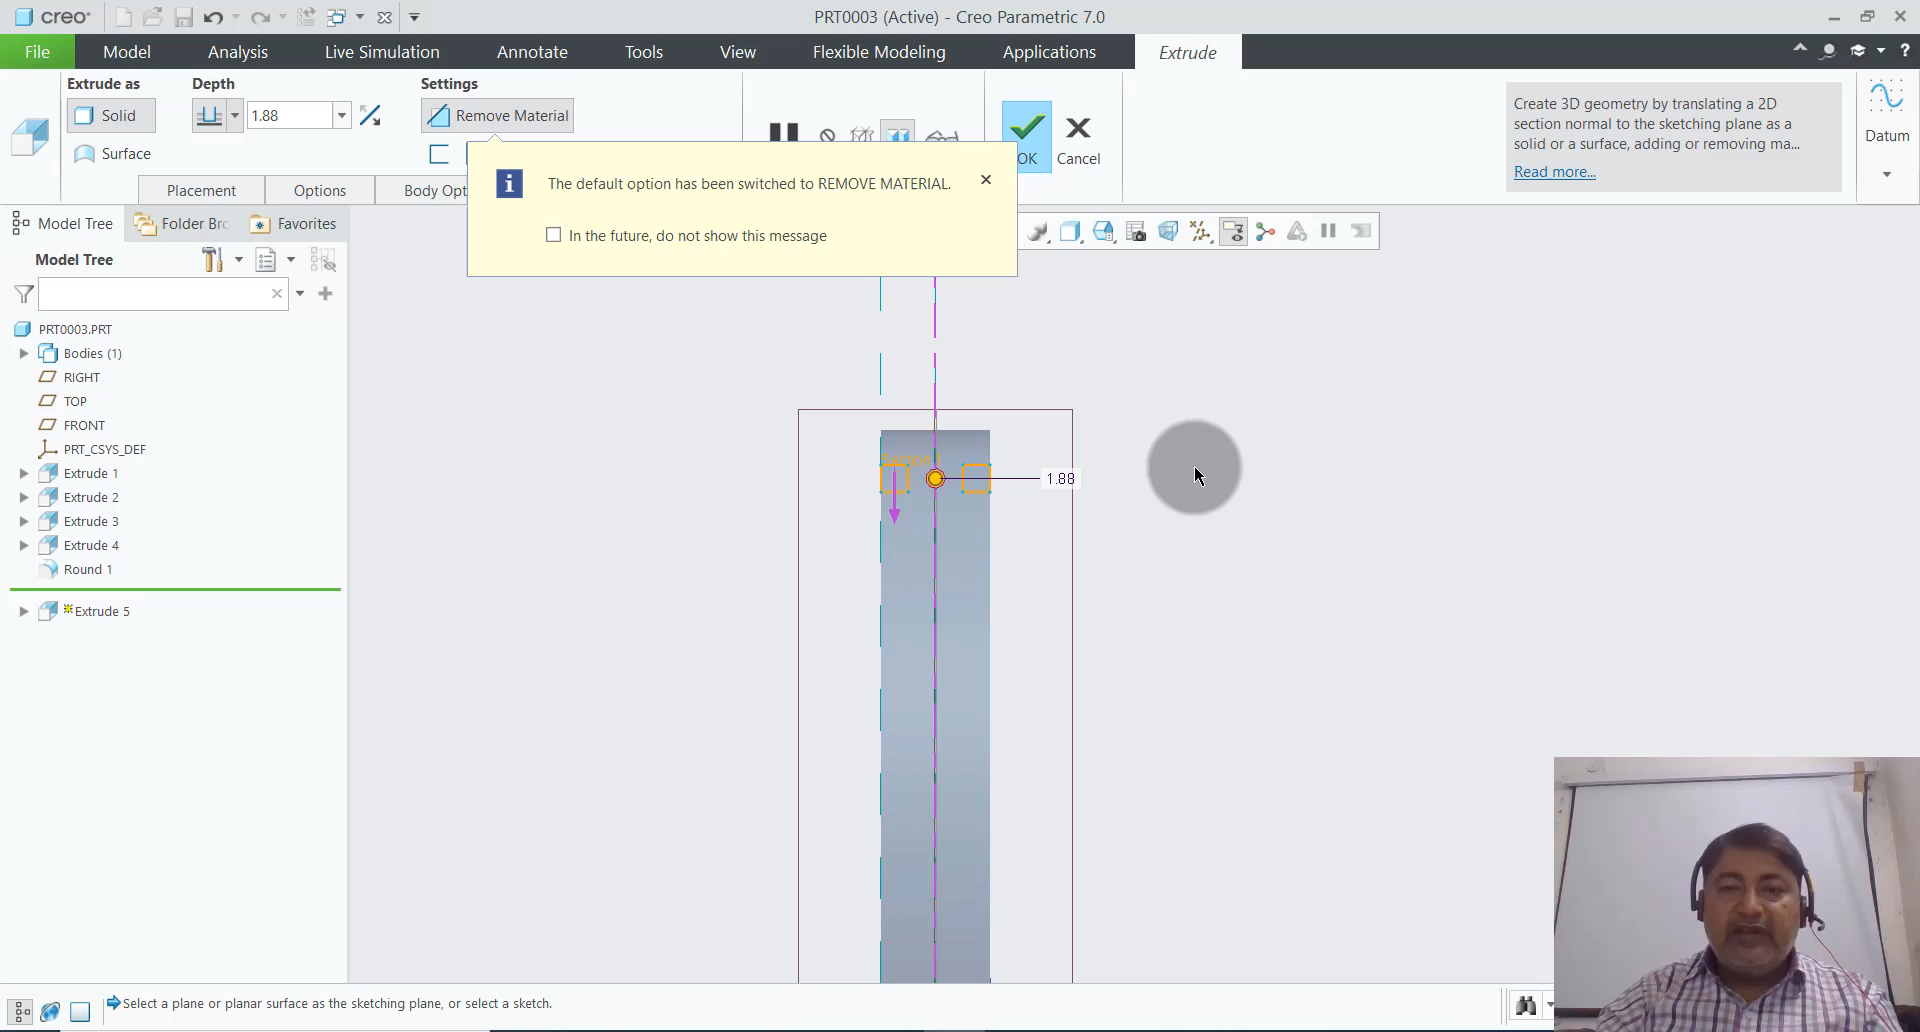 creo
PRT0003 (Active) - Creo Parametric 7.0
File
Model
Analysis
Live Simulation
Annotate
Tools
View
Flexible Modeling
Applications
Extrude
Extrude as
Depth
Settings
Solid
1.88
Remove Material
Surface
OK
Cancel
Placement
Options
Body Opt
Create 3D geometry by translating a 2D
section normal to the sketching plane as a
solid or a surface, adding or removing ma...
Read more...
Datum
The default option has been switched to REMOVE MATERIAL.
In the future, do not show this message
Model Tree
Folder Br
Favorites
Model Tree
PRT0003.PRT
Bodies (1)
RIGHT
TOP
FRONT
PRT_CSYS_DEF
Extrude 1
Extrude 2
Extrude 3
Extrude 4
Round 1
Extrude 5
1.88
Select a plane or planar surface as the sketching plane, or select a sketch.